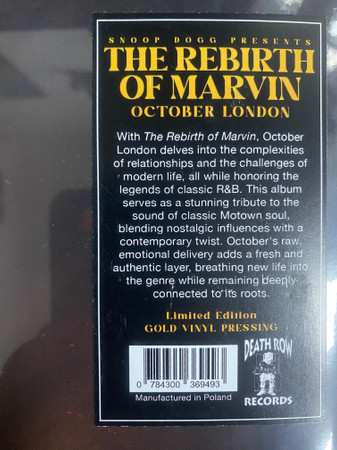 SNOOP DOGG PRESENTS
THE REBIRTH
OF MARVIN
OCTOBER LONDON
With The Rebirth of Marvin, October
London delves into the complexities
of relationships and the challenges of
modern life, all while honoring the
legends of classic R&B. This album
serves as a stunning tribute to the
sound of classic Motown soul,
blending nostalgic influences with a
contemporary twist. October's raw,
emotional delivery adds a fresh and
authentic layer, breathing new life into
the genre while remaining deeply
connected to its roots.
Limited Edition
GOLD VINYL PRESSING
0 784300 369493
Manufactured in Poland
DEATH ROW
RECORDS